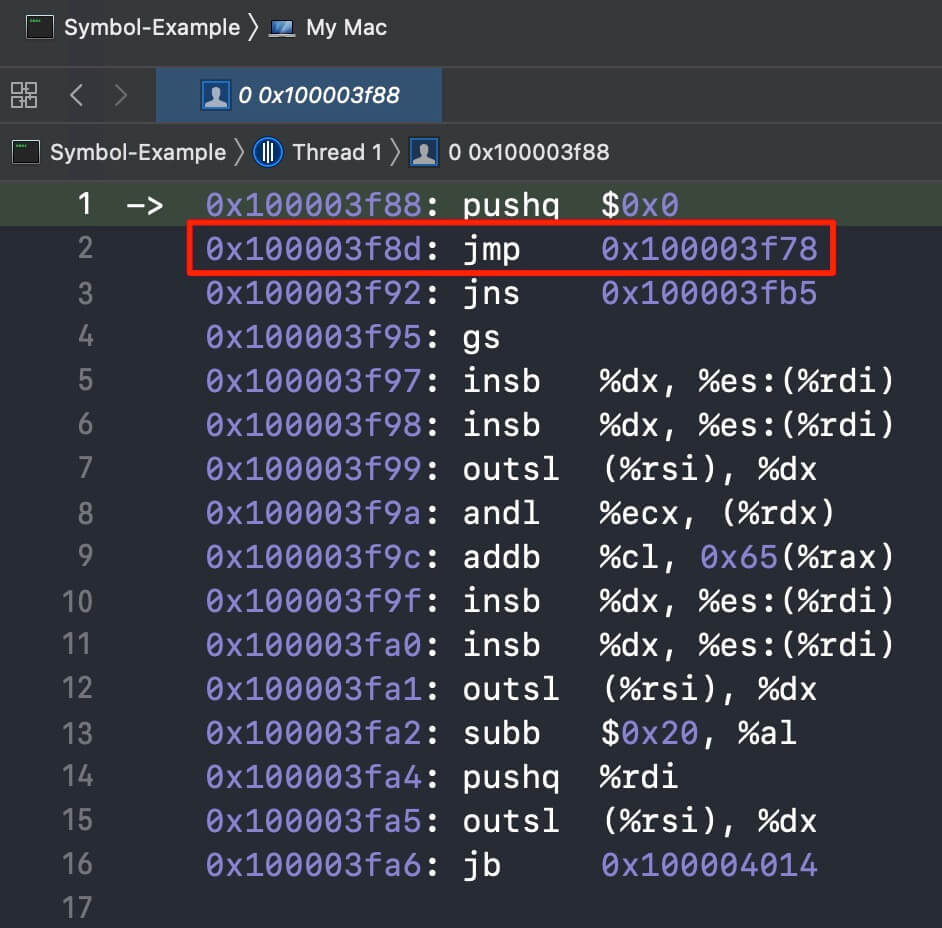 Symbol-Example 〉 My Mac
0 0x100003f88
Symbol-Example 〉 Thread 1 〉 0 0x100003f88
1 -> 0x100003f88: pushq $0x0
2 0x100003f8d: jmp 0x100003f78
3 0x100003f92: jns 0x100003fb5
4 0x100003f95: gs
5 0x100003f97: insb %dx, %es:(%rdi)
6 0x100003f98: insb %dx, %es:(%rdi)
7 0x100003f99: outsl (%rsi), %dx
8 0x100003f9a: andl %ecx, (%rdx)
9 0x100003f9c: addb %cl, 0x65(%rax)
10 0x100003f9f: insb %dx, %es:(%rdi)
11 0x100003fa0: insb %dx, %es:(%rdi)
12 0x100003fa1: outsl (%rsi), %dx
13 0x100003fa2: subb $0x20, %al
14 0x100003fa4: pushq %rdi
15 0x100003fa5: outsl (%rsi), %dx
16 0x100003fa6: jb 0x100004014
17